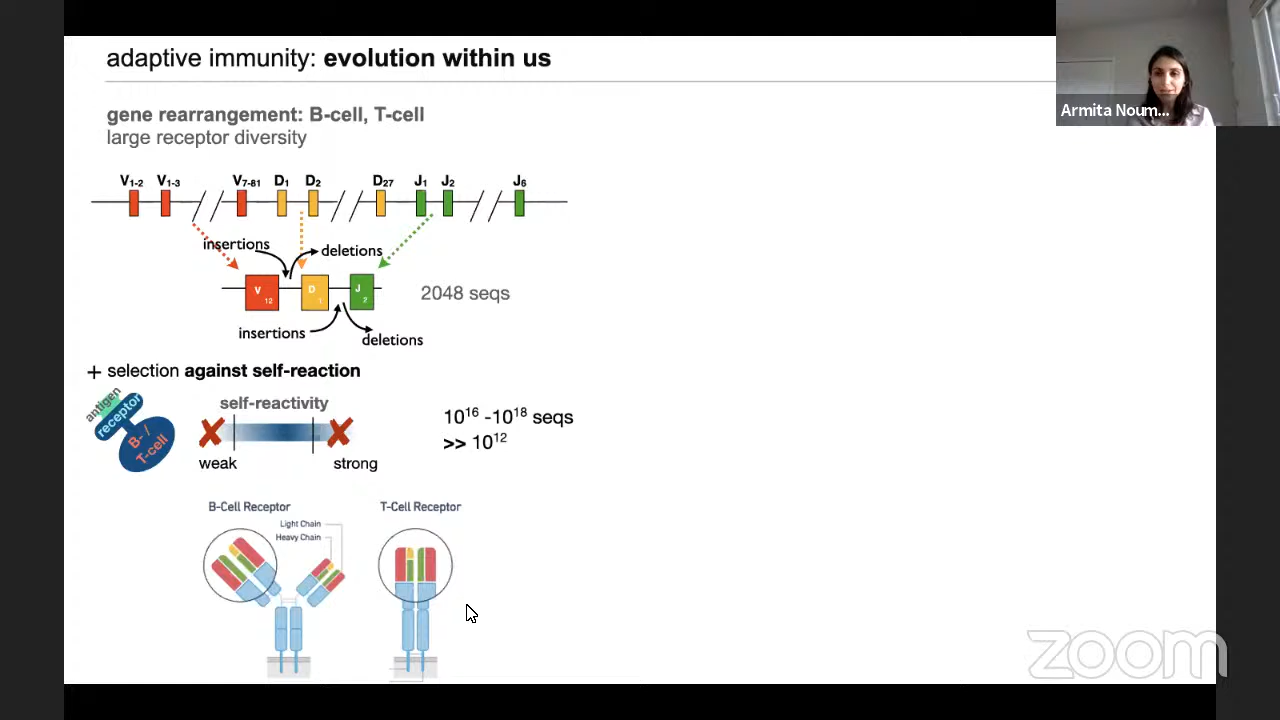 adaptive immunity: evolution within us
Armita Noum...
gene rearrangement: B-cell, T-cell
large receptor diversity
V1-2 V1-3 V7-81 D1 D2 D27 J1 J2 J6
insertions
deletions
V 12 D 1 J 2
2048 seqs
insertions
deletions
+ selection against self-reaction
antigen
receptor
B- /
T-cell
self-reactivity
weak
strong
10^16 -10^18 seqs
>> 10^12
B-Cell Receptor
T-Cell Receptor
Light Chain
Heavy Chain
zoom